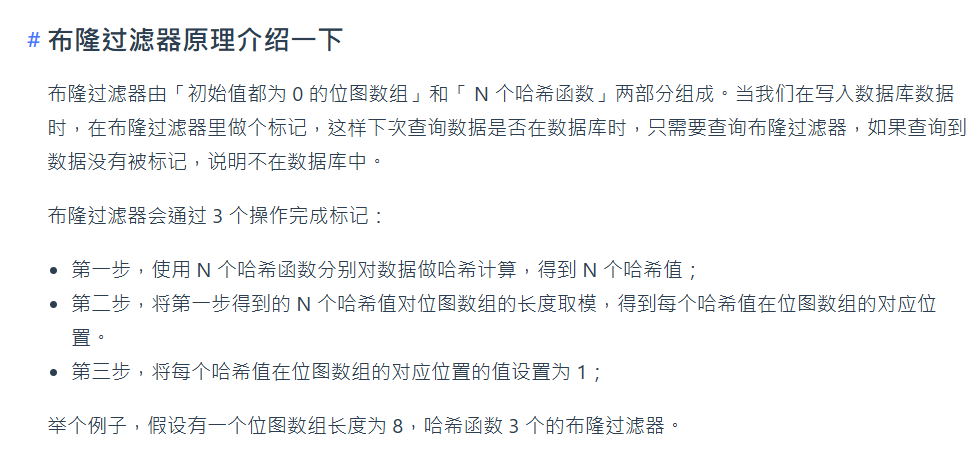 # 布隆过滤器原理介绍一下
布隆过滤器由「初始值都为 0 的位图数组」和「 N 个哈希函数」两部分组成。当我们在写入数据库数据
时，在布隆过滤器里做个标记，这样下次查询数据是否在数据库时，只需要查询布隆过滤器，如果查询到
数据没有被标记，说明不在数据库中。
布隆过滤器会通过 3 个操作完成标记：
• 第一步，使用 N 个哈希函数分别对数据做哈希计算，得到 N 个哈希值；
• 第二步，将第一步得到的 N 个哈希值对位图数组的长度取模，得到每个哈希值在位图数组的对应位
置。
• 第三步，将每个哈希值在位图数组的对应位置的值设置为 1；
举个例子，假设有一个位图数组长度为 8，哈希函数 3 个的布隆过滤器。